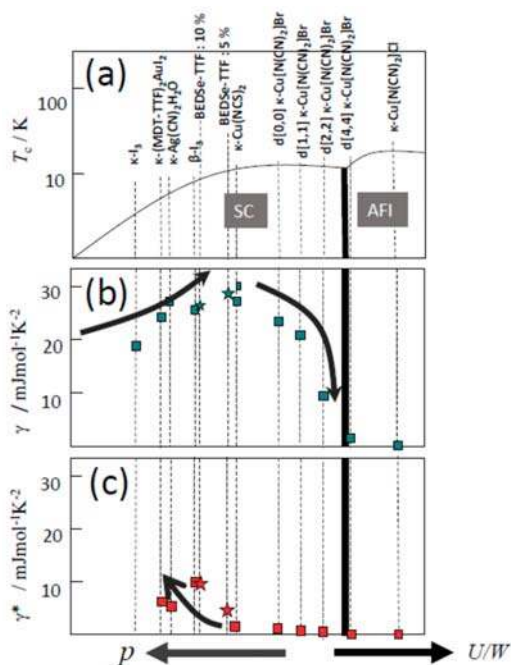 (a)
T_c / K
100
10
κ-I₃
κ-(MDT-TTF)₂AuI₂
κ-Ag(CN)₂H₂O
β-I₃
BEDSe-TTF : 10 %
BEDSe-TTF : 5 %
κ-Cu(NCS)₂
d[0,0] κ-Cu[N(CN)₂]Br
d[1,1] κ-Cu[N(CN)₂]Br
d[2,2] κ-Cu[N(CN)₂]Br
d[4,4] κ-Cu[N(CN)₂]Br
κ-Cu[N(CN)₂]Cl
SC
AFI
(b)
γ / mJmol⁻¹K⁻²
30
20
10
(c)
γ* / mJmol⁻¹K⁻²
30
20
10
p
U/W